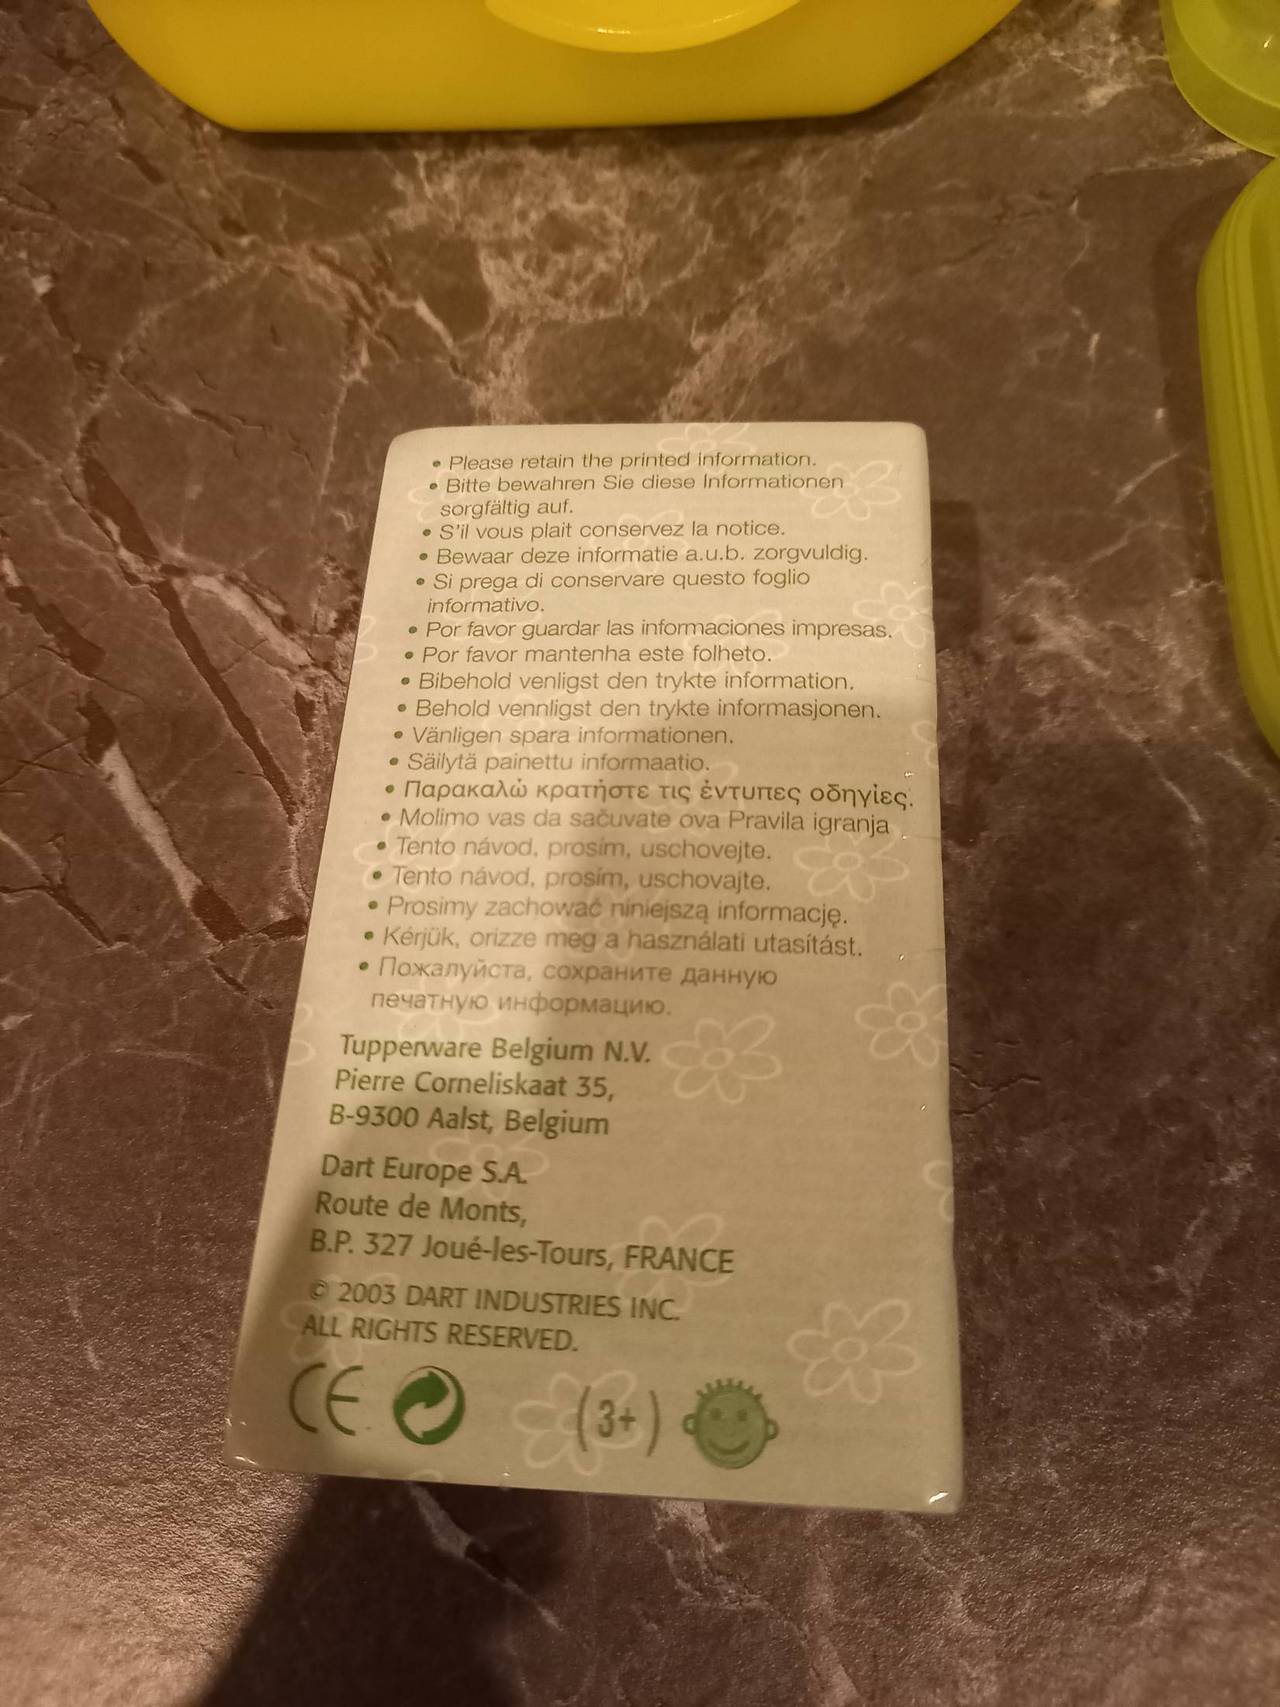 • Please retain the printed information.
• Bitte bewahren Sie diese Informationen
sorgfältig auf.
• S'il vous plait conservez la notice.
• Bewaar deze informatie a.u.b. zorgvuldig.
• Si prega di conservare questo foglio
informativo.
• Por favor guardar las informaciones impresas.
• Por favor mantenha este folheto.
• Bibehold venligst den trykte information.
• Behold vennligst den trykte informasjonen.
• Vänligen spara informationen.
• Säilytä painettu informaatio.
• Παρακαλώ κρατήστε τις έντυπες οδηγίες.
• Molimo vas da sačuvate ova Pravila igranja
• Tento návod, prosím, uschovejte.
• Tento návod, prosím, uschovajte.
• Prosimy zachować niniejszą informację.
• Kérjük, orizze meg a használati utasítást.
• Пожалуйста, сохраните данную
печатную информацию.
Tupperware Belgium N.V.
Pierre Corneliskaat 35,
B-9300 Aalst, Belgium
Dart Europe S.A.
Route de Monts,
B.P. 327 Joué-les-Tours, FRANCE
© 2003 DART INDUSTRIES INC.
ALL RIGHTS RESERVED.
CE (3+)